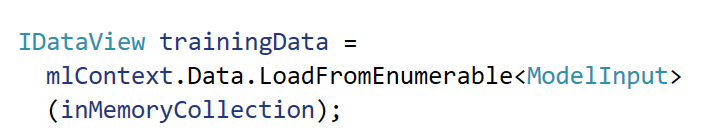 IDataView trainingData =
mlContext.Data.LoadFromEnumerable<ModelInput>
(inMemoryCollection);